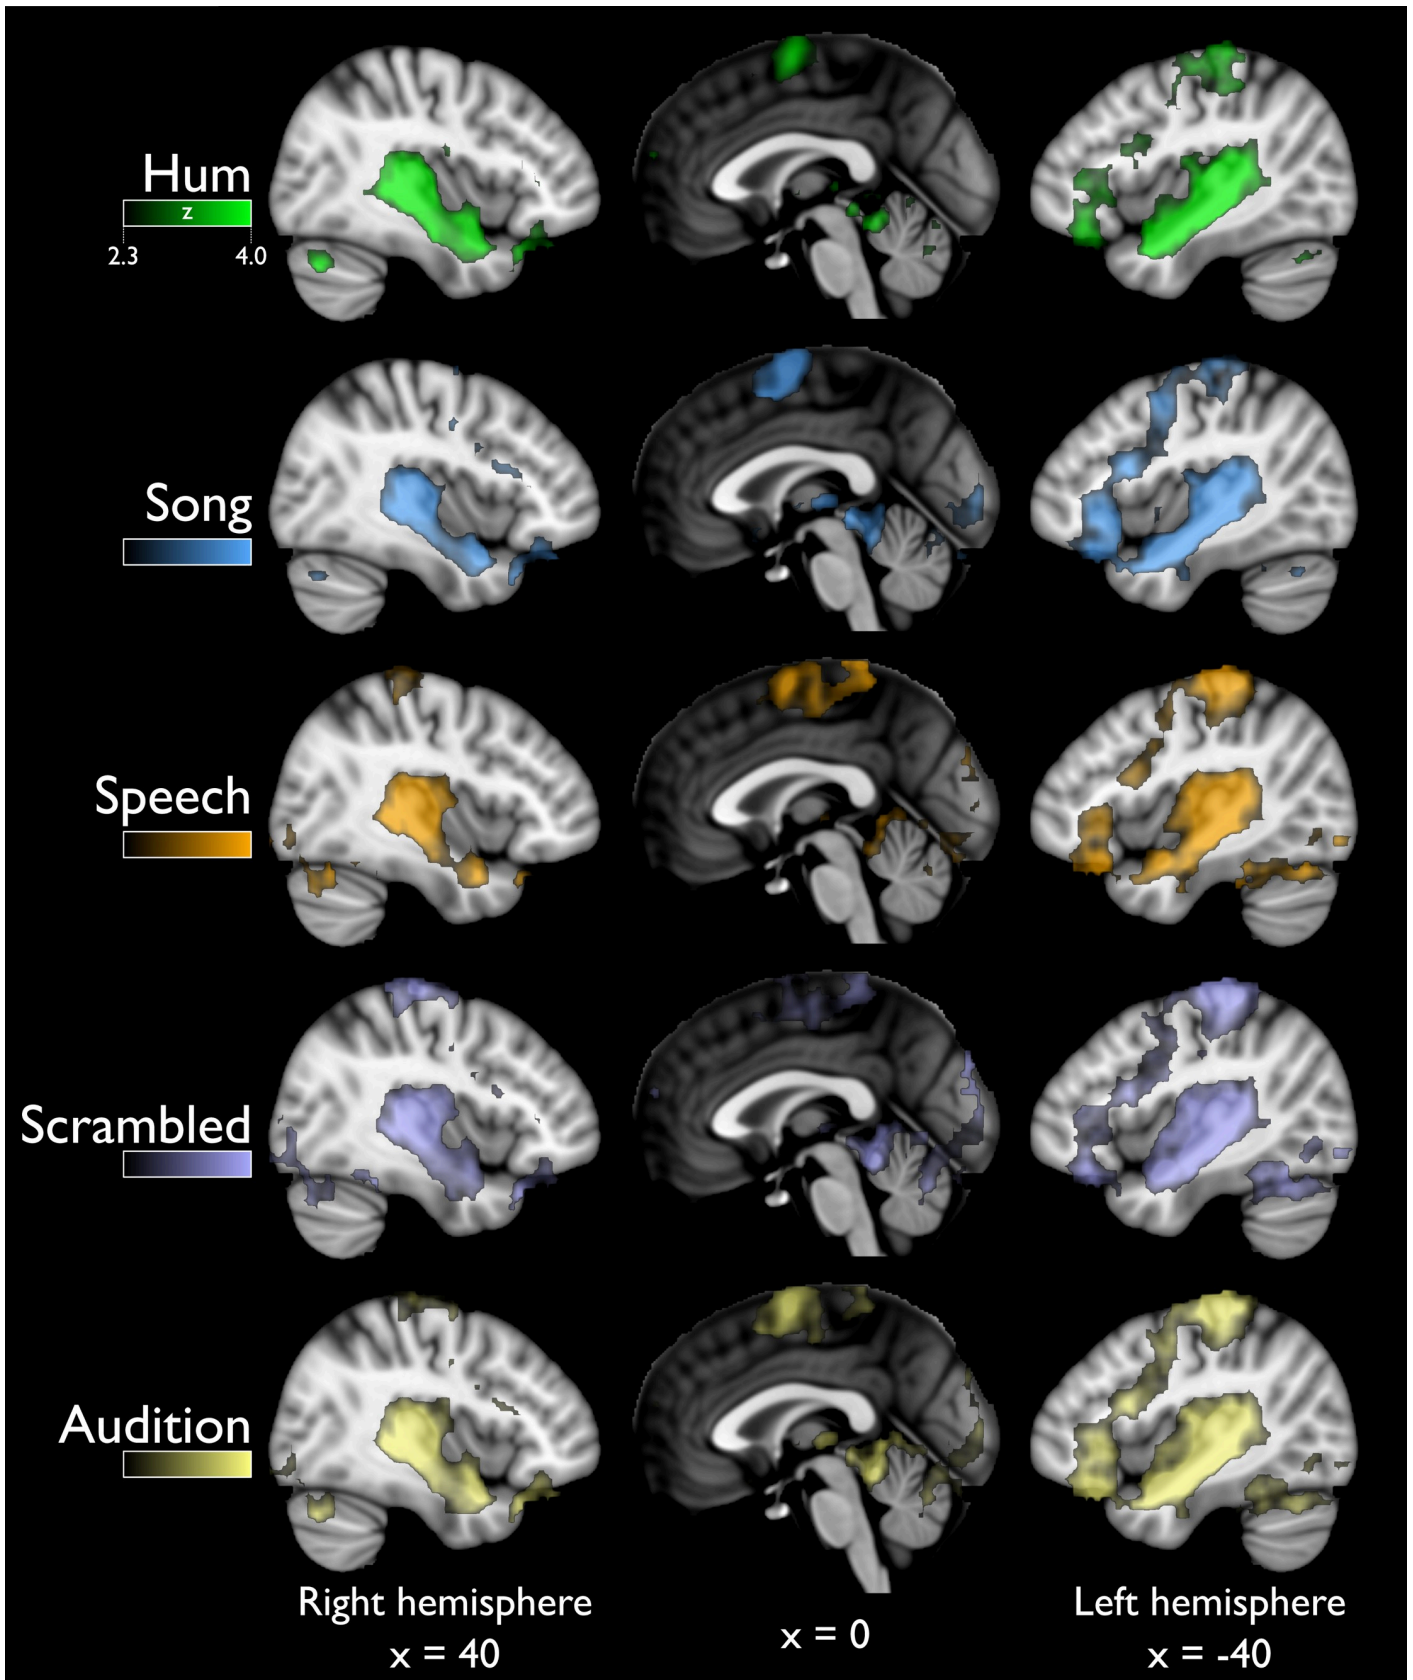 Hum
z
2.3 4.0
Song
Speech
Scrambled
Audition
Right hemisphere
x = 40
x = 0
Left hemisphere
x = -40